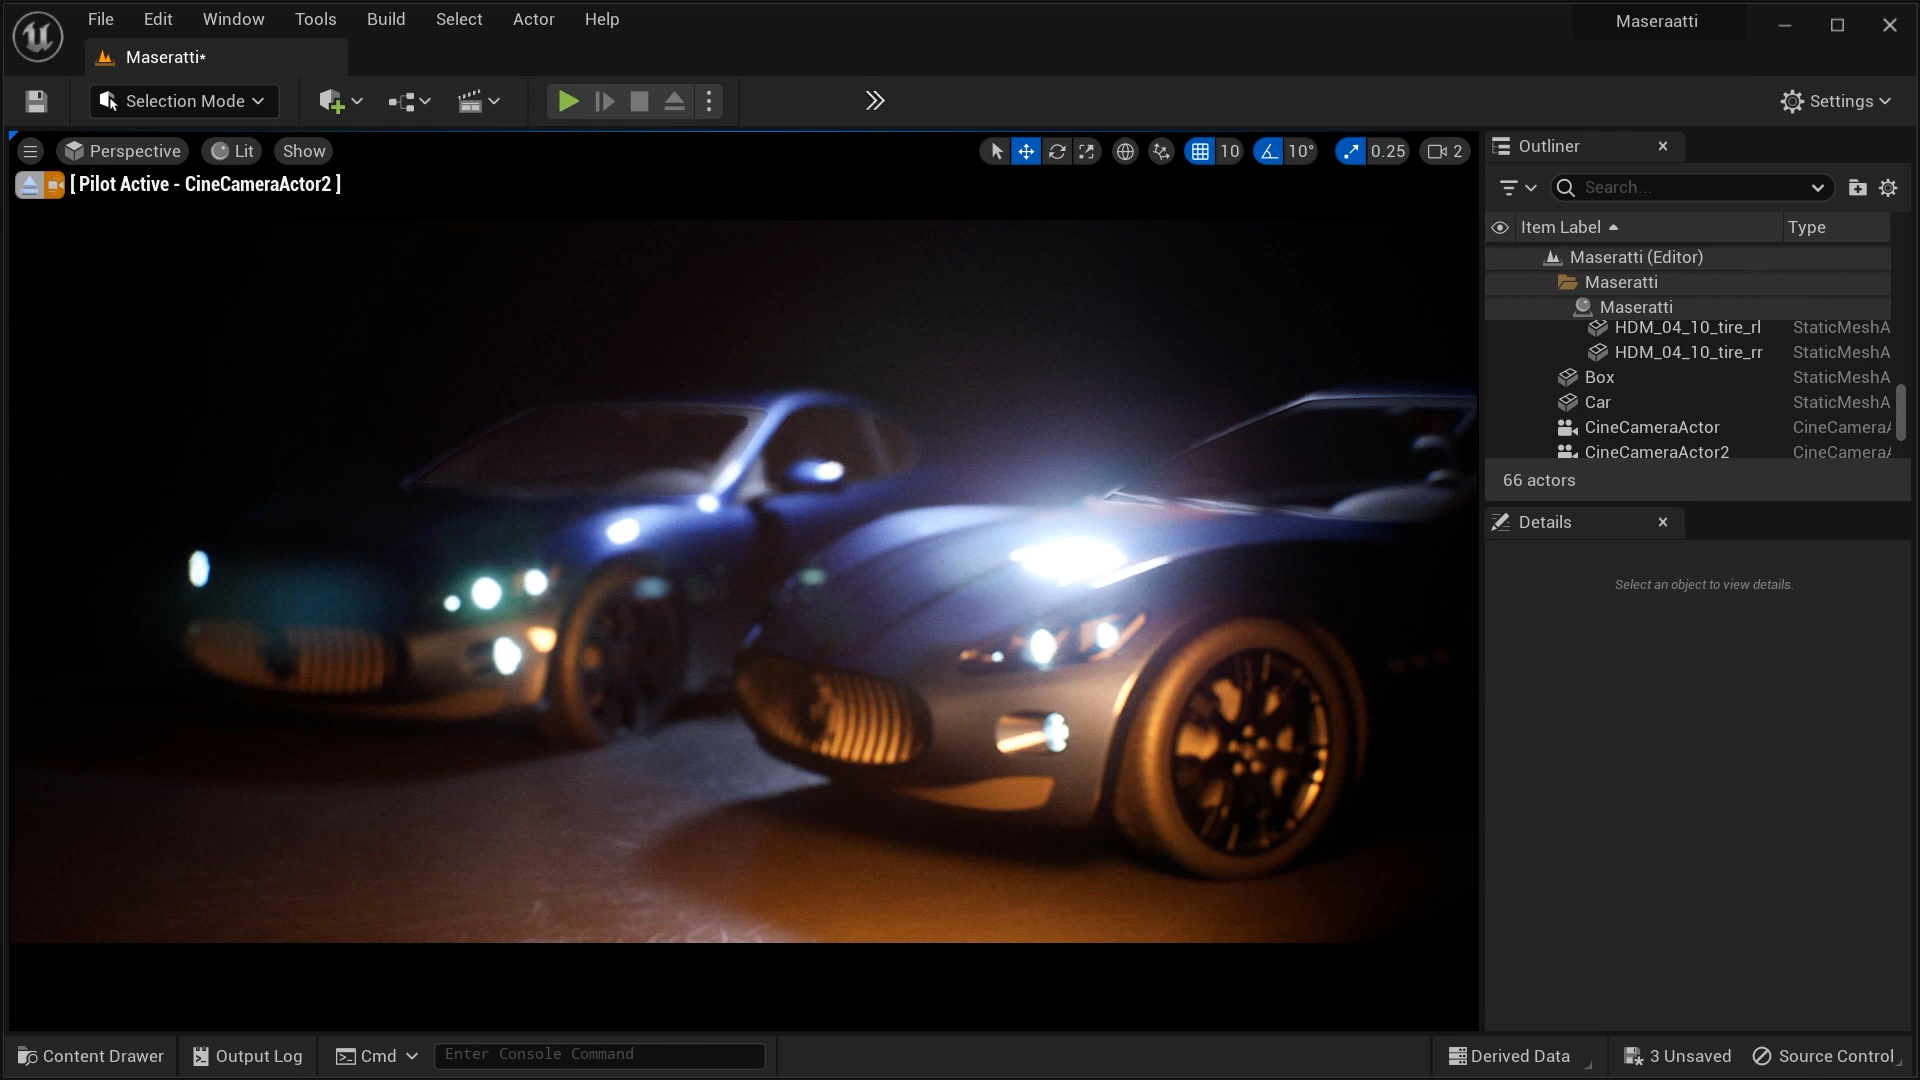 File Edit Window Tools Build Select Actor Help
Maseraatti
Maseratti*
Selection Mode
Settings
Perspective Lit Show
10 10° 0.25 2
[ Pilot Active - CineCameraActor2 ]
Outliner
Search...
Item Label Type
Maseratti (Editor)
Maseratti
Maseratti
HDM_04_10_tire_rl StaticMeshA
HDM_04_10_tire_rr StaticMeshA
Box StaticMeshA
Car StaticMeshA
CineCameraActor CineCameraA
CineCameraActor2 CineCameraA
66 actors
Details
Select an object to view details.
Content Drawer Output Log Cmd Enter Console Command
Derived Data 3 Unsaved Source Control